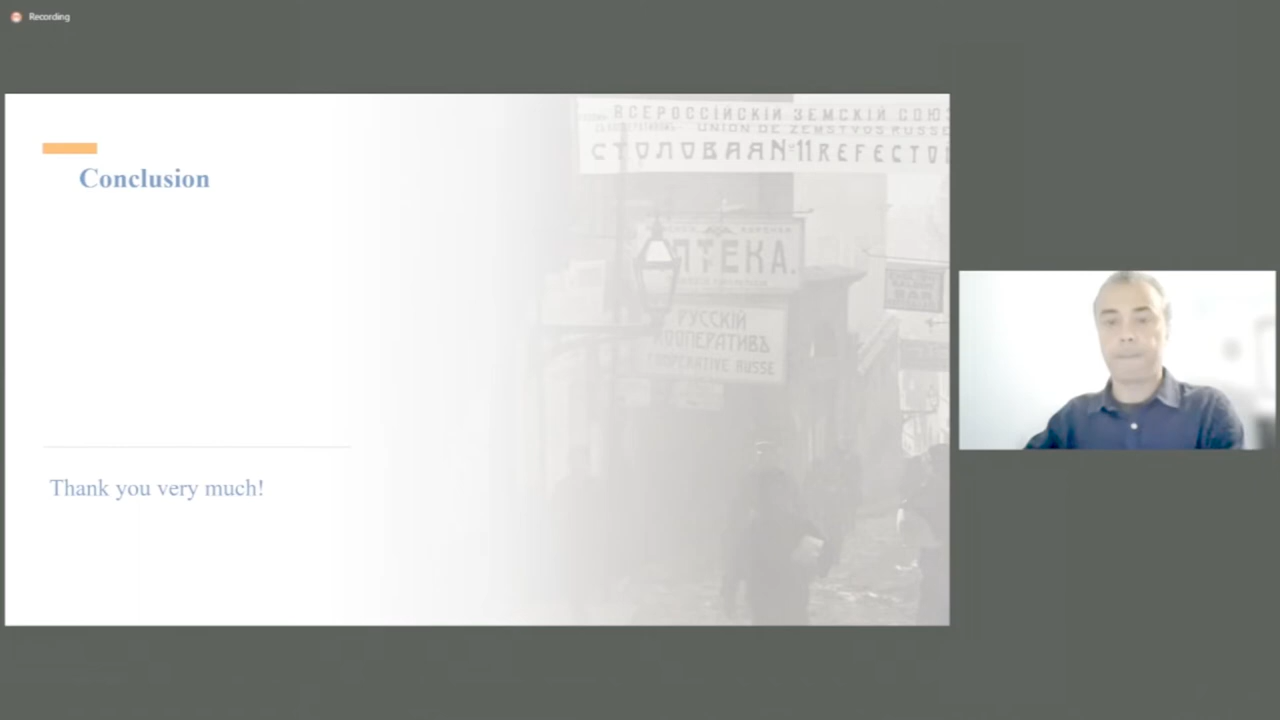 Recording
Conclusion
Thank you very much!
ВСЕРОССІЙСКІЙ ЗЕМСКІЙ СОЮЗ
UNION DE ZEMSTVOS RUSSE
СТОЛОВАЯ №11 REFECTO
ПТЕКА.
РУССКІЙ
КООПЕРАТИВЪ
COOPERATIVE RUSSE
BAR